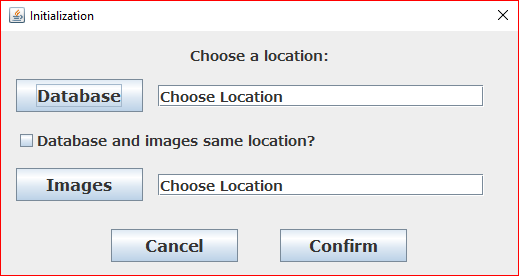 Initialization
Choose a location:
Database Choose Location
Database and images same location?
Images Choose Location
Cancel Confirm